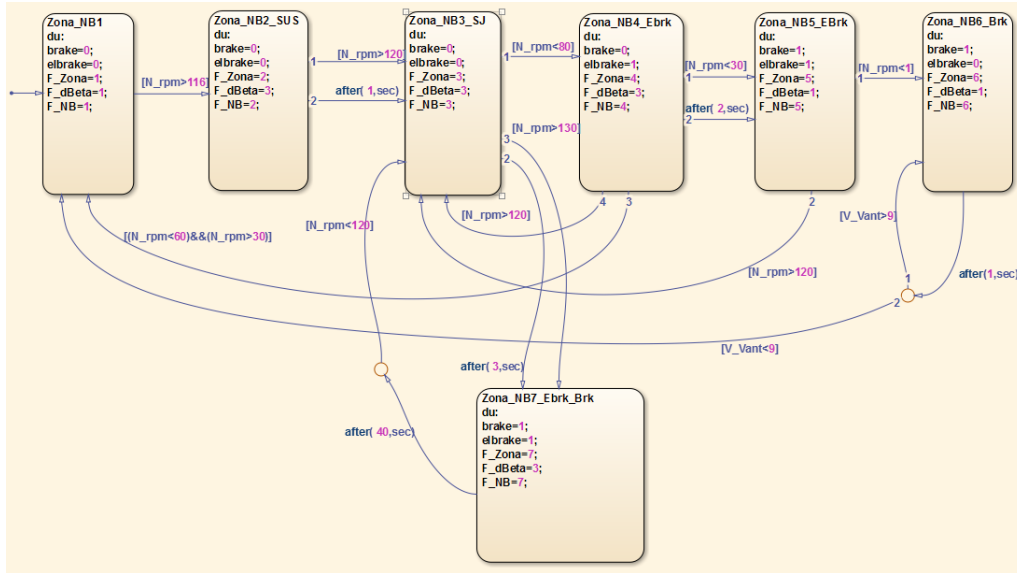 Zona_NB1
du:
brake=0;
elbrake=0;
F_Zona=1;
F_dBeta=1;
F_NB=1;
[N_rpm>116]
Zona_NB2_SUS
du:
brake=0;
elbrake=0;
F_Zona=2;
F_dBeta=3;
F_NB=2;
1
[N_rpm>120]
2
after( 1,sec)
Zona_NB3_SJ
du:
brake=0;
elbrake=0;
F_Zona=3;
F_dBeta=3;
F_NB=3;
1
[N_rpm<80]
3
[N_rpm>130]
2
Zona_NB4_Ebrk
du:
brake=0;
elbrake=1;
F_Zona=4;
F_dBeta=3;
F_NB=4;
1
[N_rpm<30]
2
after( 2,sec)
4
3
Zona_NB5_EBrk
du:
brake=1;
elbrake=1;
F_Zona=5;
F_dBeta=1;
F_NB=5;
1
[N_rpm<1]
2
Zona_NB6_Brk
du:
brake=1;
elbrake=0;
F_Zona=6;
F_dBeta=1;
F_NB=6;
[(N_rpm<60)&&(N_rpm>30)]
[N_rpm<120]
[N_rpm>120]
[N_rpm>120]
[V_Vant>9]
1
2
after(1,sec)
[V_Vant<9]
after( 3,sec)
after( 40,sec)
Zona_NB7_Ebrk_Brk
du:
brake=1;
elbrake=1;
F_Zona=7;
F_dBeta=3;
F_NB=7;